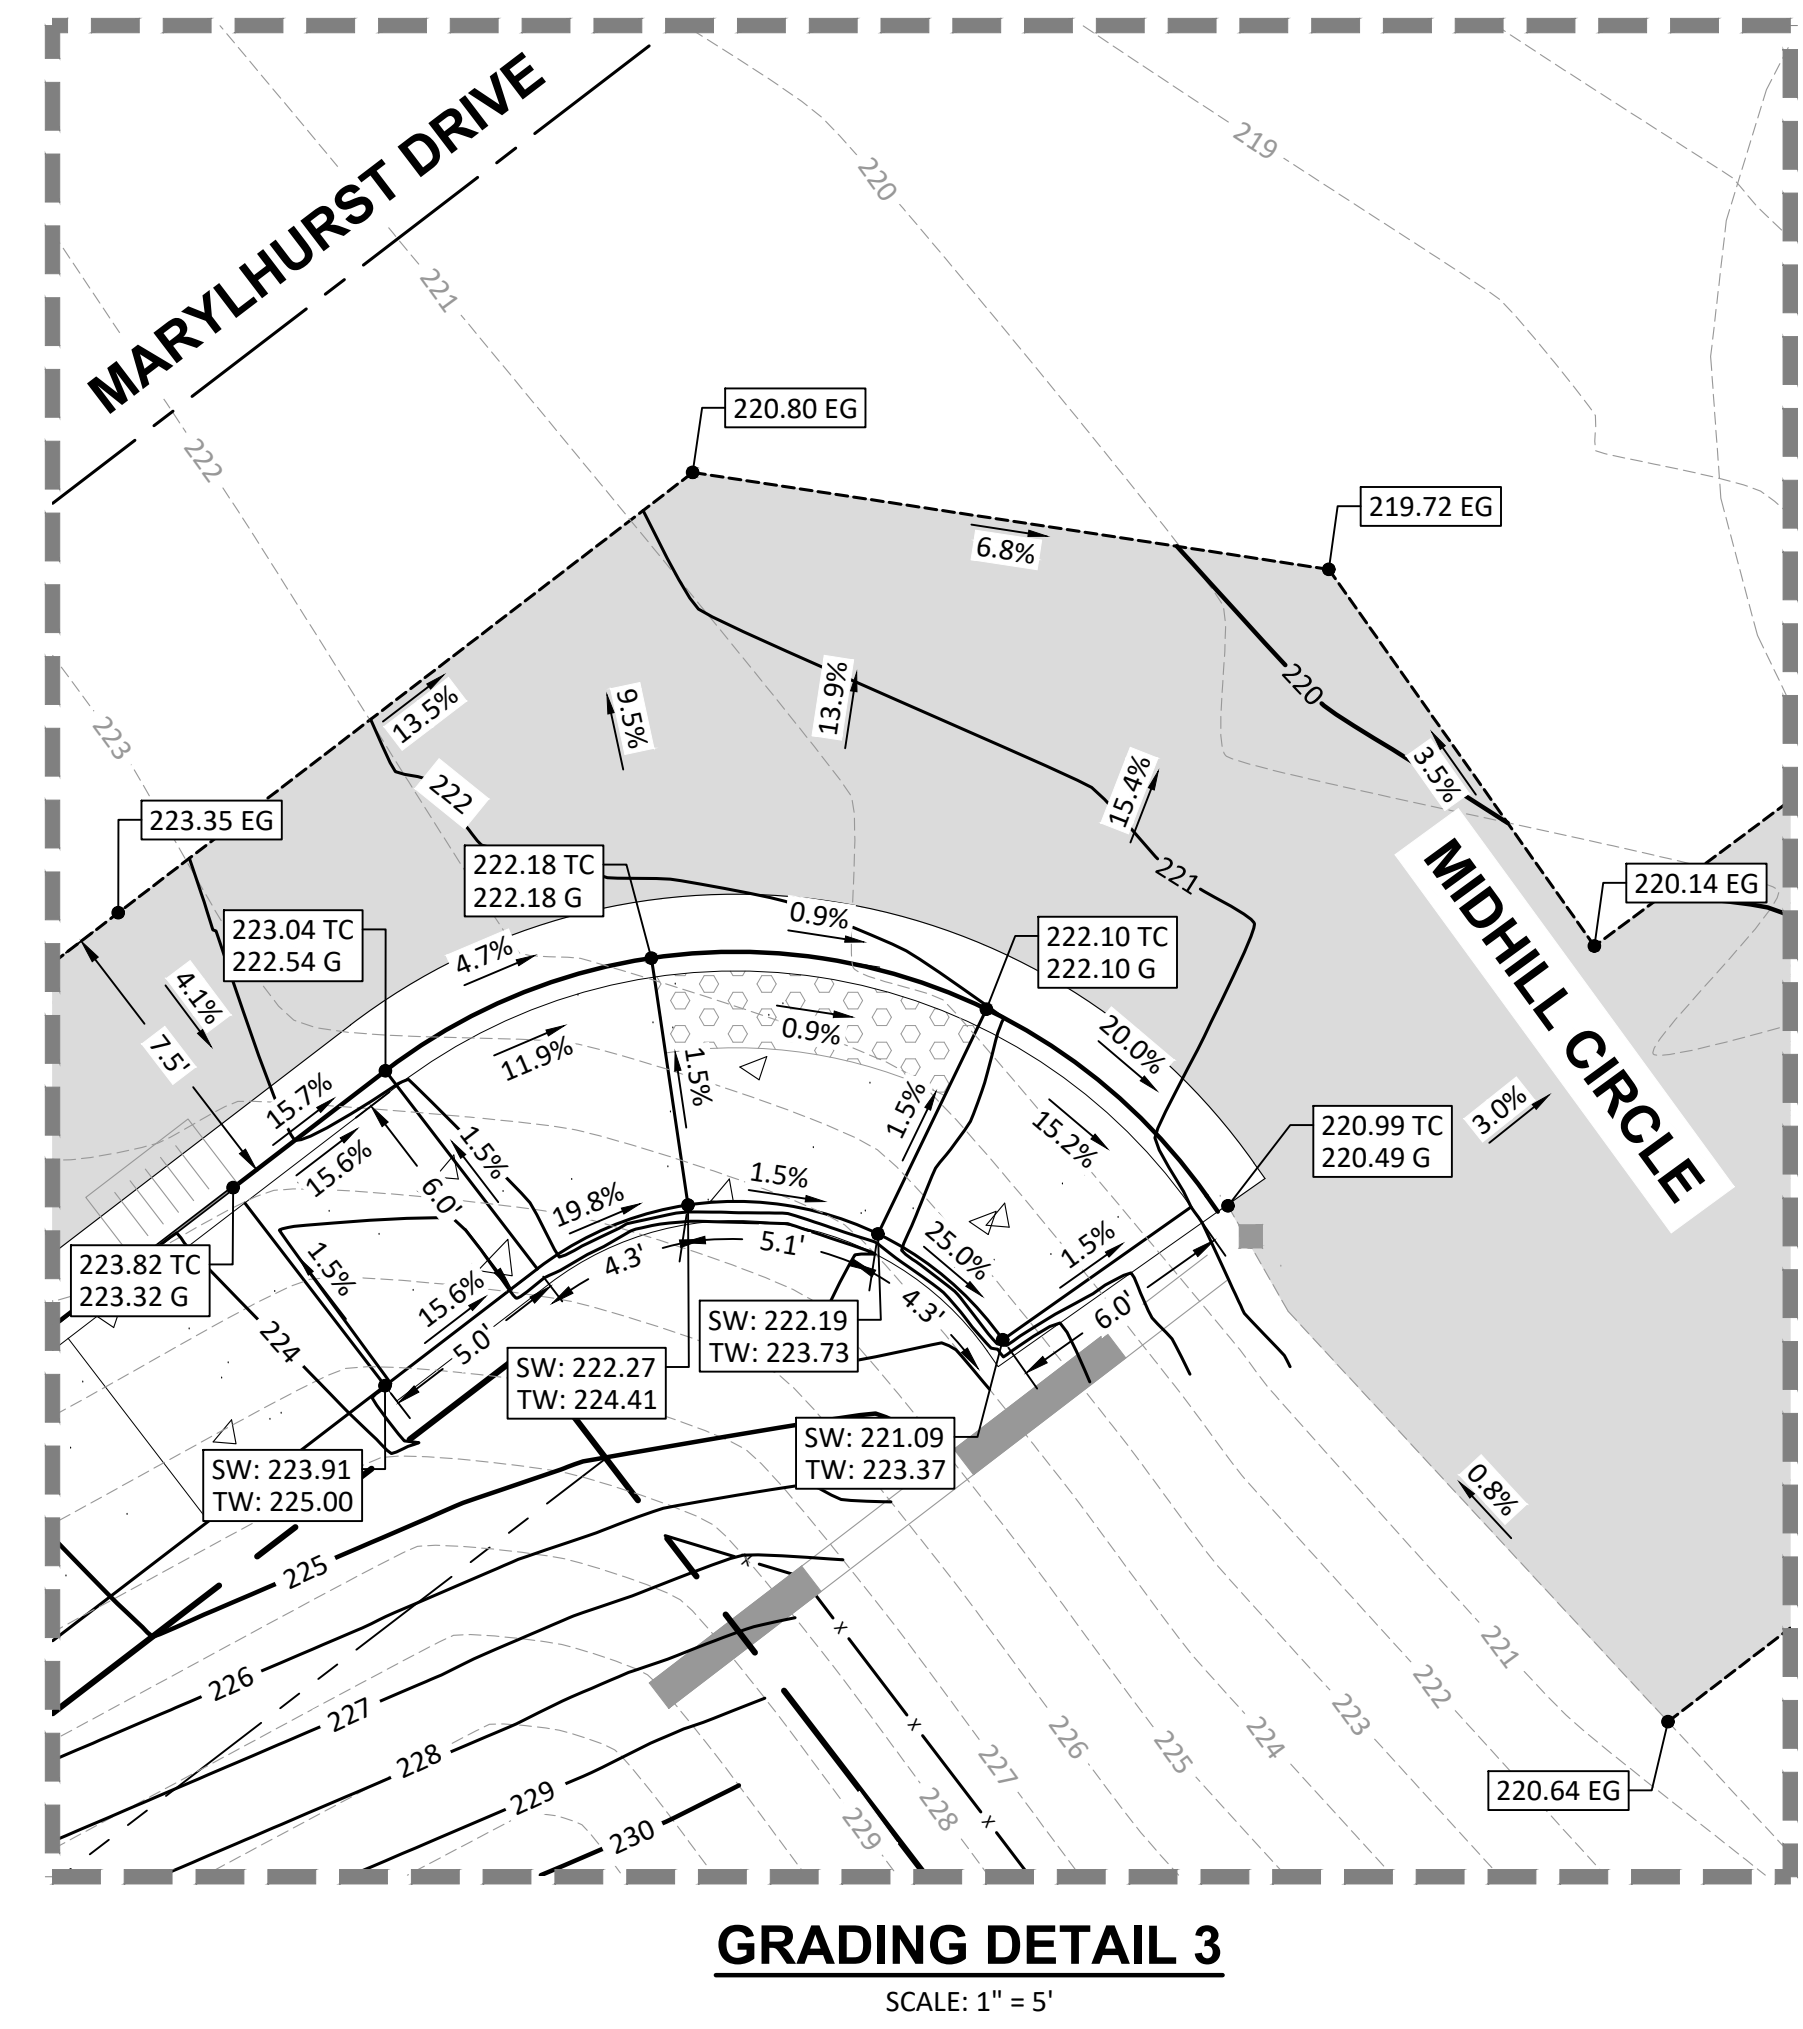 MARYLHURST DRIVE
219
220
221
222
223
220.80 EG
219.72 EG
6.8%
220
13.5%
9.5%
13.9%
15.4%
3.5%
222
221
223.35 EG
222.18 TC
222.18 G
220.14 EG
MIDHILL CIRCLE
223.04 TC
222.54 G
4.7%
0.9%
222.10 TC
222.10 G
4.1%
7.5'
11.9%
0.9%
20.0%
15.7%
1.5%
1.5%
15.2%
3.0%
220.99 TC
220.49 G
15.6%
1.5%
6.0'
19.8%
1.5%
25.0%
1.5%
223.82 TC
223.32 G
1.5%
15.6%
4.3'
5.1'
4.3'
6.0'
224
5.0'
SW: 222.19
TW: 223.73
SW: 222.27
TW: 224.41
SW: 221.09
TW: 223.37
SW: 223.91
TW: 225.00
0.8%
225
x
x
226
227
228
229
230
x
x
229
228
227
226
225
224
223
222
221
220.64 EG
GRADING DETAIL 3
SCALE: 1" = 5'